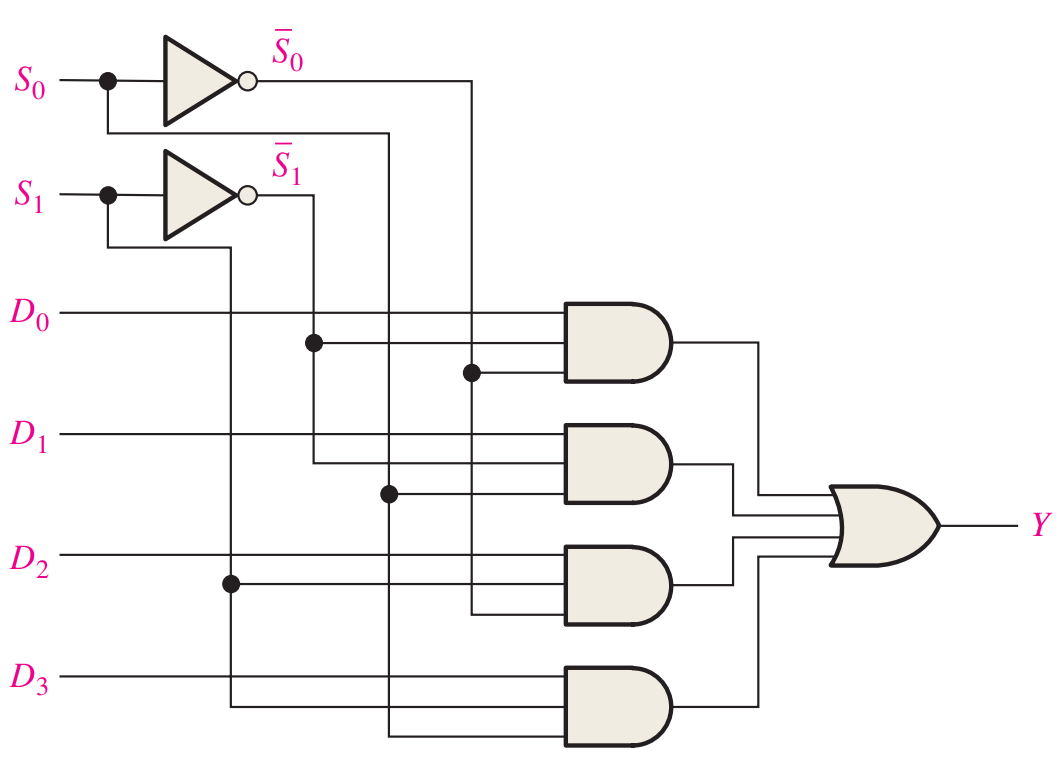 S̅₀
S₀
S̅₁
S₁
D₀
D₁
Y
D₂
D₃